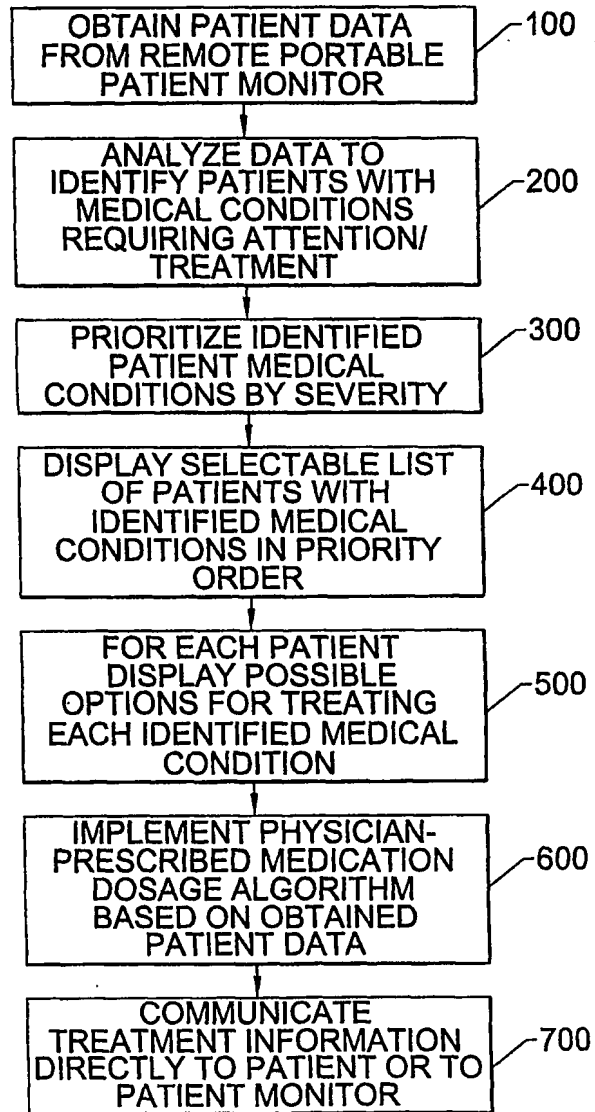 OBTAIN PATIENT DATA
FROM REMOTE PORTABLE
PATIENT MONITOR
100
ANALYZE DATA TO
IDENTIFY PATIENTS WITH
MEDICAL CONDITIONS
REQUIRING ATTENTION/
TREATMENT
200
PRIORITIZE IDENTIFIED
PATIENT MEDICAL
CONDITIONS BY SEVERITY
300
DISPLAY SELECTABLE LIST
OF PATIENTS WITH
IDENTIFIED MEDICAL
CONDITIONS IN PRIORITY
ORDER
400
FOR EACH PATIENT
DISPLAY POSSIBLE
OPTIONS FOR TREATING
EACH IDENTIFIED MEDICAL
CONDITION
500
IMPLEMENT PHYSICIAN-
PRESCRIBED MEDICATION
DOSAGE ALGORITHM
BASED ON OBTAINED
PATIENT DATA
600
COMMUNICATE
TREATMENT INFORMATION
DIRECTLY TO PATIENT OR TO
PATIENT MONITOR
700